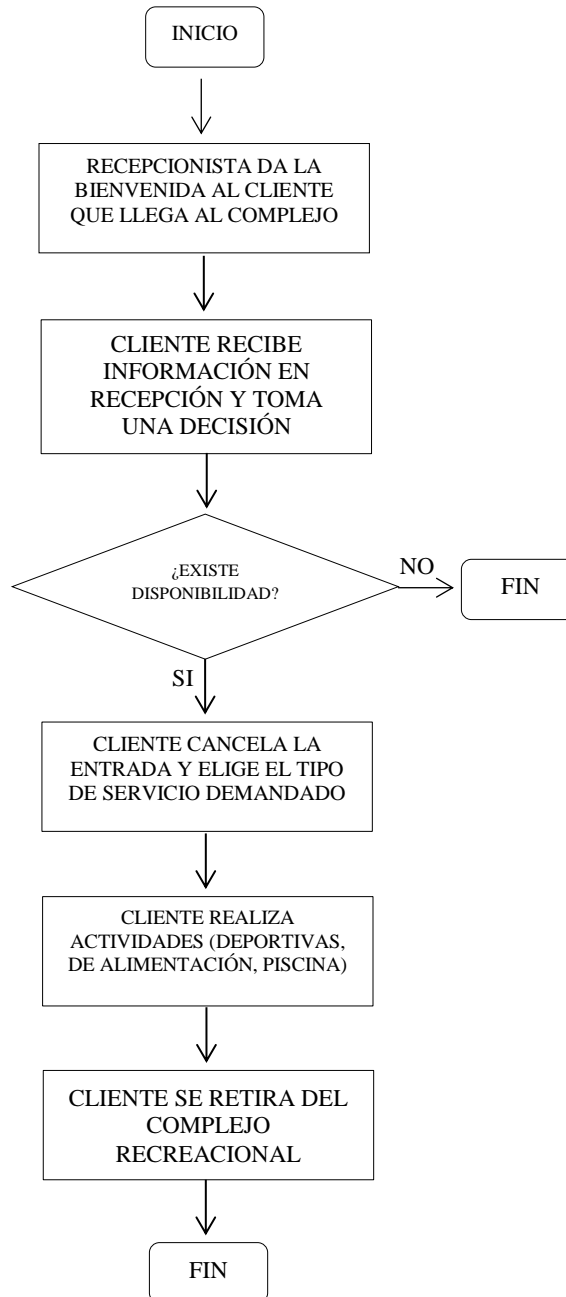 INICIO
RECEPCIONISTA DA LA
BIENVENIDA AL CLIENTE
QUE LLEGA AL COMPLEJO
CLIENTE RECIBE
INFORMACIÓN EN
RECEPCIÓN Y TOMA
UNA DECISIÓN
¿EXISTE
DISPONIBILIDAD?
NO
FIN
SI
CLIENTE CANCELA LA
ENTRADA Y ELIGE EL TIPO
DE SERVICIO DEMANDADO
CLIENTE REALIZA
ACTIVIDADES (DEPORTIVAS,
DE ALIMENTACIÓN, PISCINA)
CLIENTE SE RETIRA DEL
COMPLEJO
RECREACIONAL
FIN